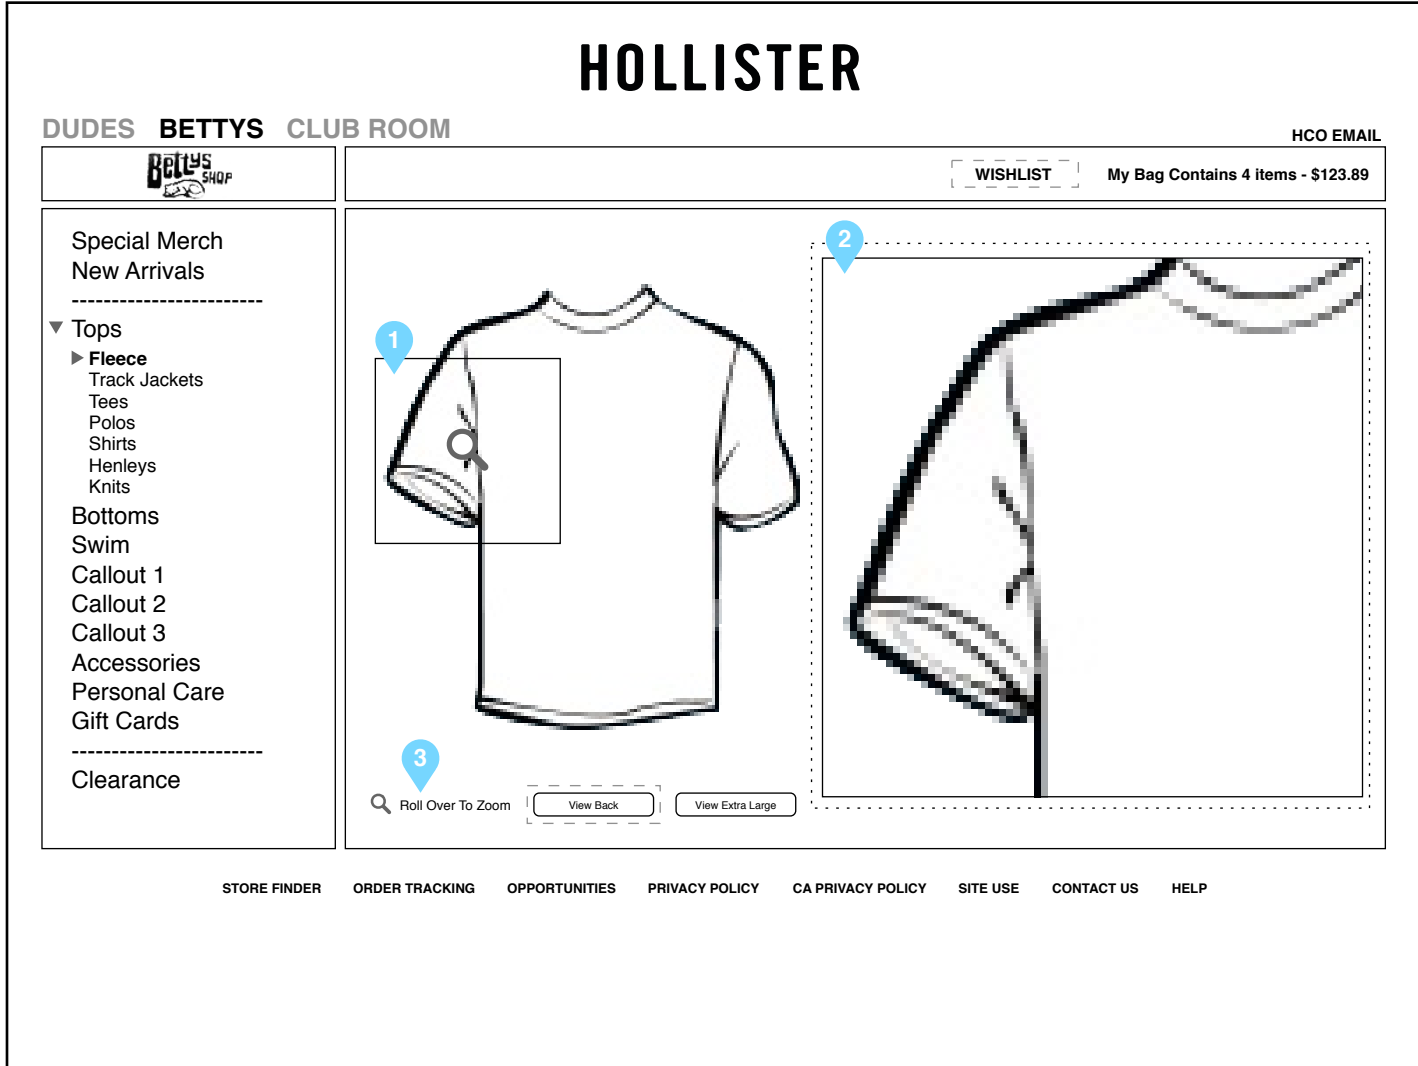 HOLLISTER
DUDES BETTYS CLUB ROOM
HCO EMAIL
Bettys
SHOP
WISHLIST My Bag Contains 4 items - $123.89
Special Merch
New Arrivals
------------------------
Tops
Fleece
Track Jackets
Tees
Polos
Shirts
Henleys
Knits
Bottoms
Swim
Callout 1
Callout 2
Callout 3
Accessories
Personal Care
Gift Cards
------------------------
Clearance
1
2
3
Roll Over To Zoom View Back View Extra Large
STORE FINDER ORDER TRACKING OPPORTUNITIES PRIVACY POLICY CA PRIVACY POLICY SITE USE CONTACT US HELP